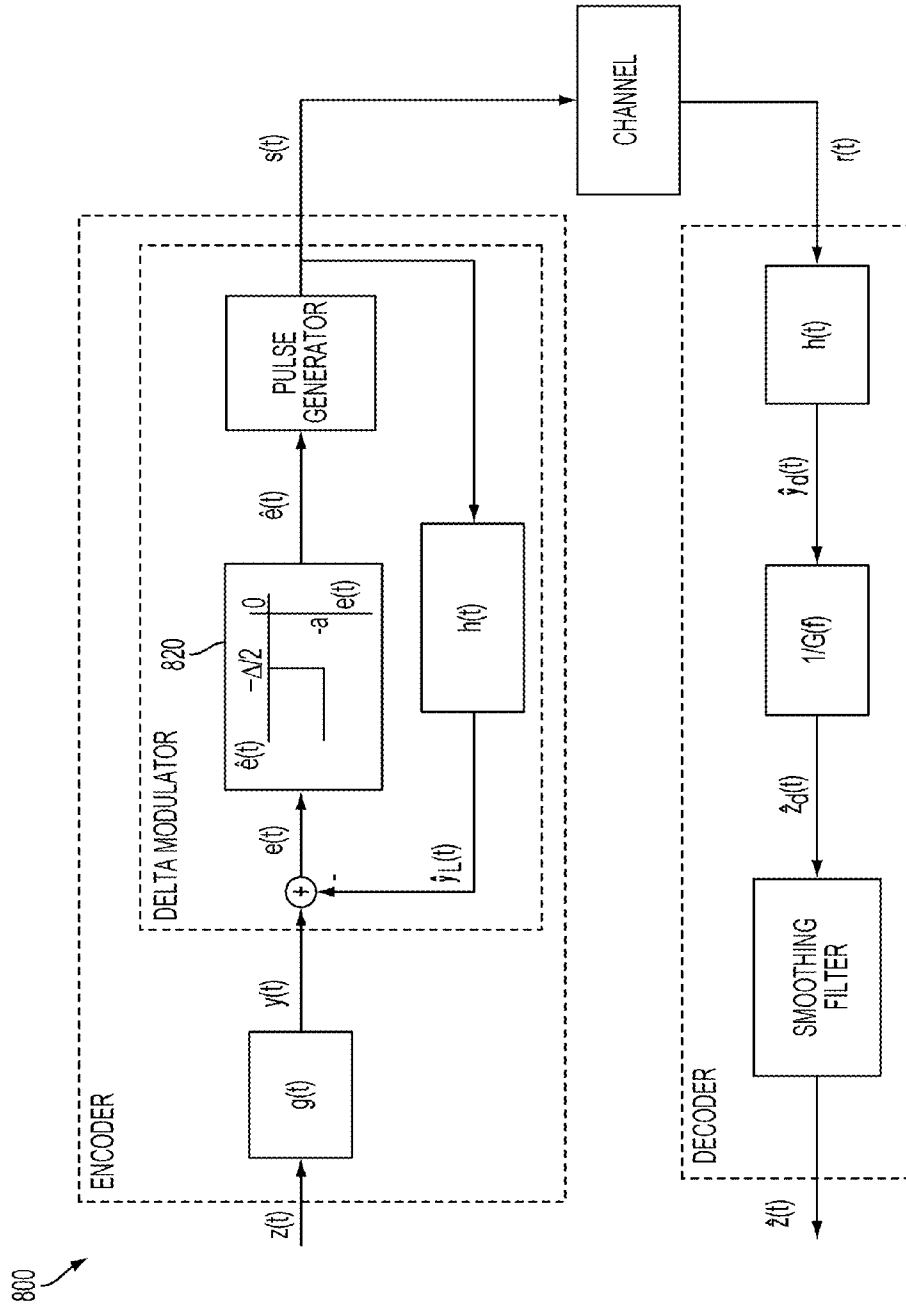 800
ENCODER
z(t)
g(t)
y(t)
DELTA MODULATOR
+
-
e(t)
820
ê(t)
-Δ/2
0
-a
e(t)
ê(t)
PULSE
GENERATOR
s(t)
h(t)
ŷL(t)
CHANNEL
r(t)
DECODER
h(t)
ŷd(t)
1/G(f)
ẑd(t)
SMOOTHING
FILTER
ẑ(t)